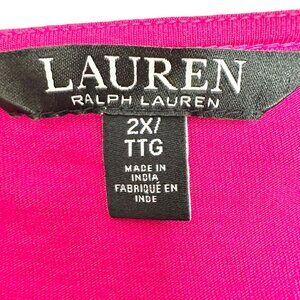 LAUREN
RALPH LAUREN
2X/
TTG
MADE IN
INDIA
FABRIQUÉ EN
INDE